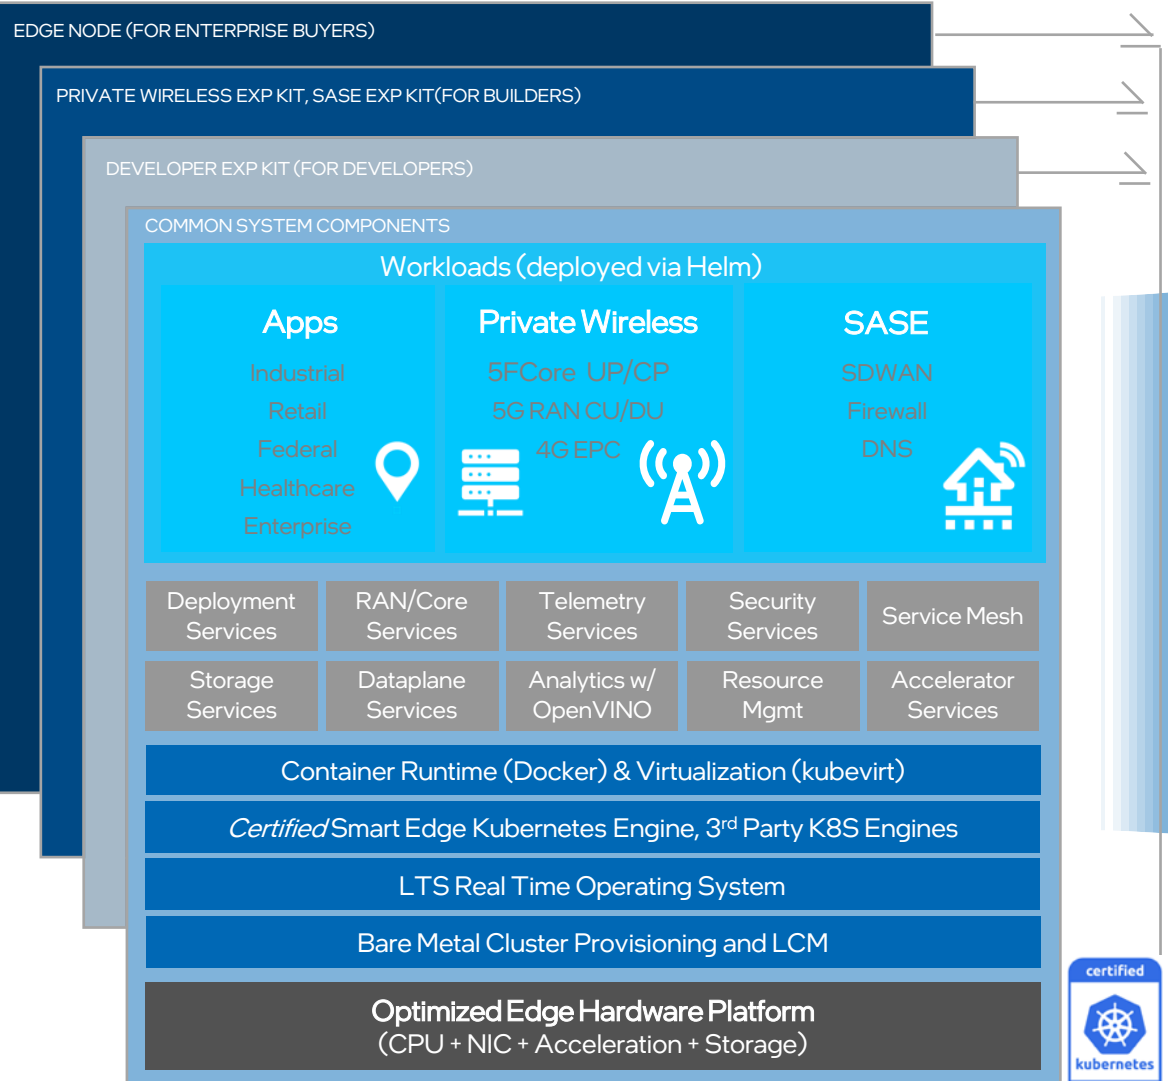 EDGE NODE (FOR ENTERPRISE BUYERS)
PRIVATE WIRELESS EXP KIT, SASE EXP KIT(FOR BUILDERS)
DEVELOPER EXP KIT (FOR DEVELOPERS)
COMMON SYSTEM COMPONENTS
Workloads (deployed via Helm)
Apps
Industrial
Retail
Federal
Healthcare
Enterprise
Private Wireless
5FCore UP/CP
5G RAN CU/DU
4G EPC
SASE
SDWAN
Firewall
DNS
Deployment
Services
RAN/Core
Services
Telemetry
Services
Security
Services
Service Mesh
Storage
Services
Dataplane
Services
Analytics w/
OpenVINO
Resource
Mgmt
Accelerator
Services
Container Runtime (Docker) & Virtualization (kubevirt)
Certified Smart Edge Kubernetes Engine, 3rd Party K8S Engines
LTS Real Time Operating System
Bare Metal Cluster Provisioning and LCM
Optimized Edge Hardware Platform
(CPU + NIC + Acceleration + Storage)
certified
kubernetes